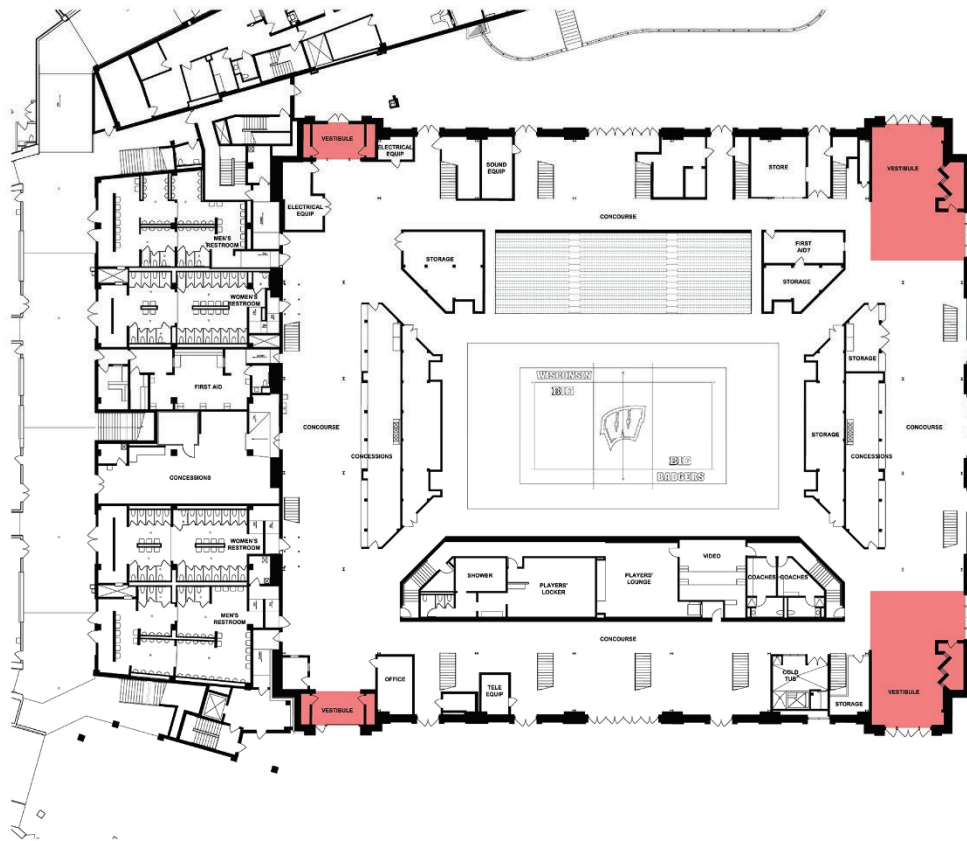 VESTIBULE
ELECTRICAL
EQUIP
SOUND
EQUIP
STORE
VESTIBULE
ELECTRICAL
EQUIP
CONCOURSE
MEN'S
RESTROOM
STORAGE
FIRST
AID?
STORAGE
WOMEN'S
RESTROOM
STORAGE
FIRST AID
WISCONSIN
BIG
CONCOURSE
STORAGE
CONCOURSE
CONCESSIONS
CONCESSIONS
BIG
BADGERS
CONCESSIONS
WOMEN'S
RESTROOM
VIDEO
SHOWER
PLAYERS'
LOCKER
PLAYERS'
LOUNGE
COACHES
COACHES
MEN'S
RESTROOM
CONCOURSE
OFFICE
TELE
EQUIP
COLD
TUB
STORAGE
VESTIBULE
VESTIBULE